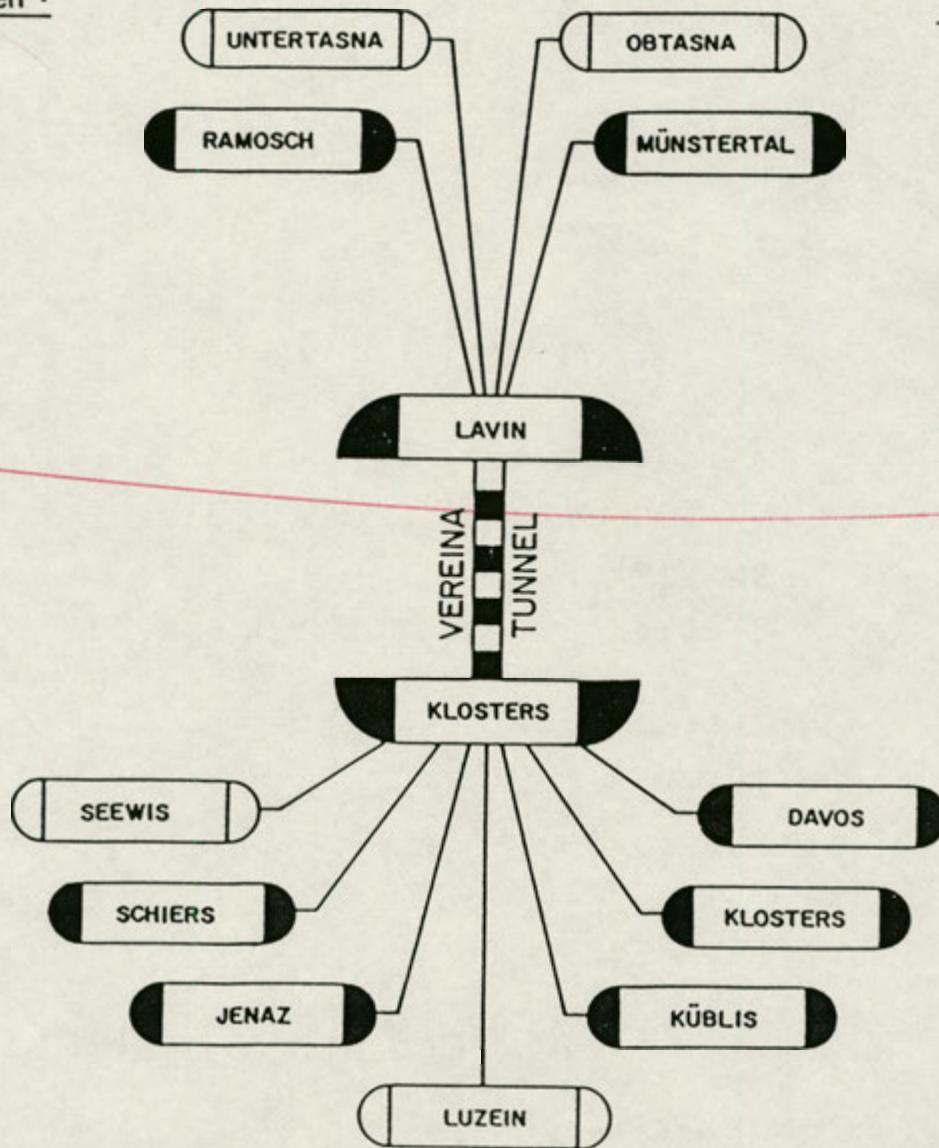 UNTERTASNA
OBTASNA
RAMOSCH
MÜNSTERTAL
LAVIN
VEREINA
TUNNEL
KLOSTERS
SEEWIS
DAVOS
SCHIERS
KLOSTERS
JENAZ
KÜBLIS
LUZEIN